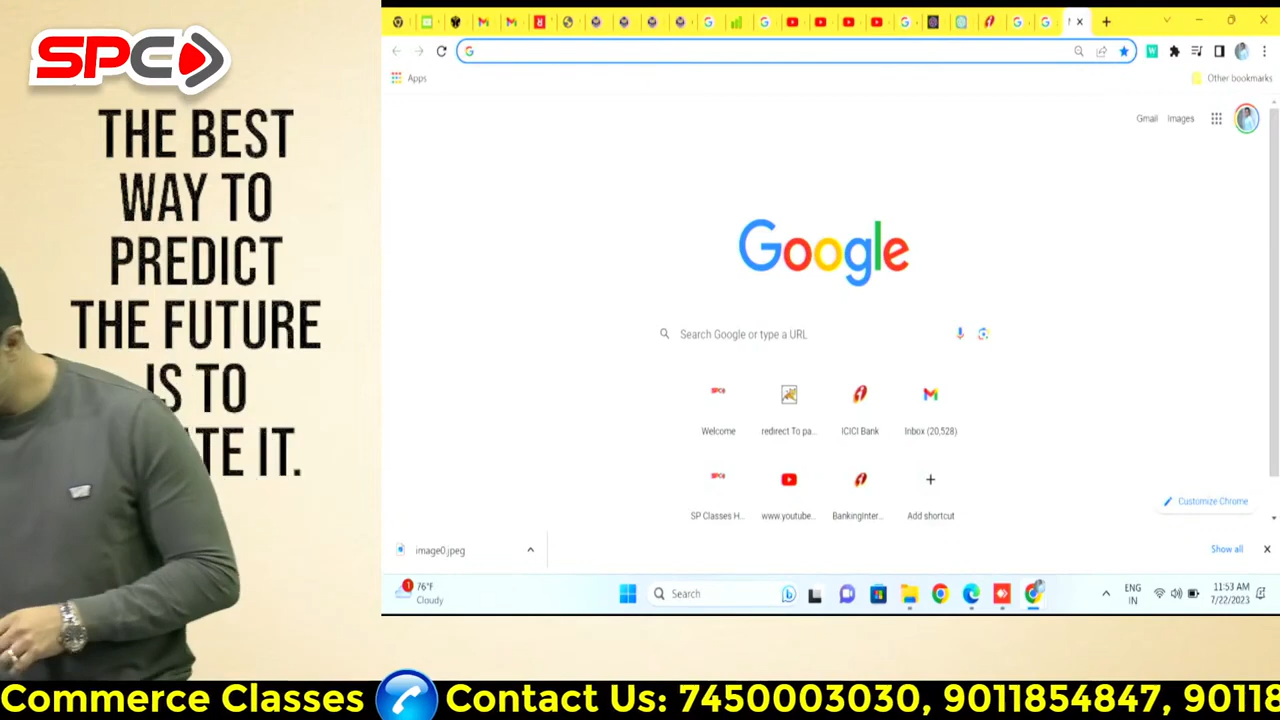 SPC
THE BEST
WAY TO
PREDICT
THE FUTURE
IS TO
TE IT.
Apps
Other bookmarks
Gmail Images
Google
Search Google or type a URL
Welcome
redirect To pa...
ICICI Bank
Inbox (20,528)
SP Classes H...
www.youtube...
BankingInter...
Add shortcut
Customize Chrome
image0.jpeg
Show all
1
76°F
Cloudy
Search
ENG
IN
11:53 AM
7/22/2023
Commerce Classes Contact Us: 7450003030, 9011854847, 90118